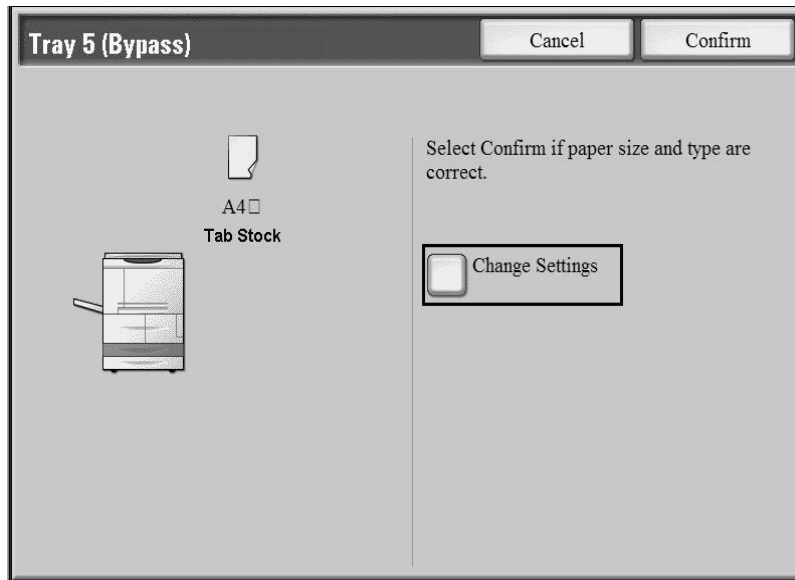 Tray 5 (Bypass)
Cancel
Confirm
Select Confirm if paper size and type are
correct.
A4□
Tab Stock
Change Settings